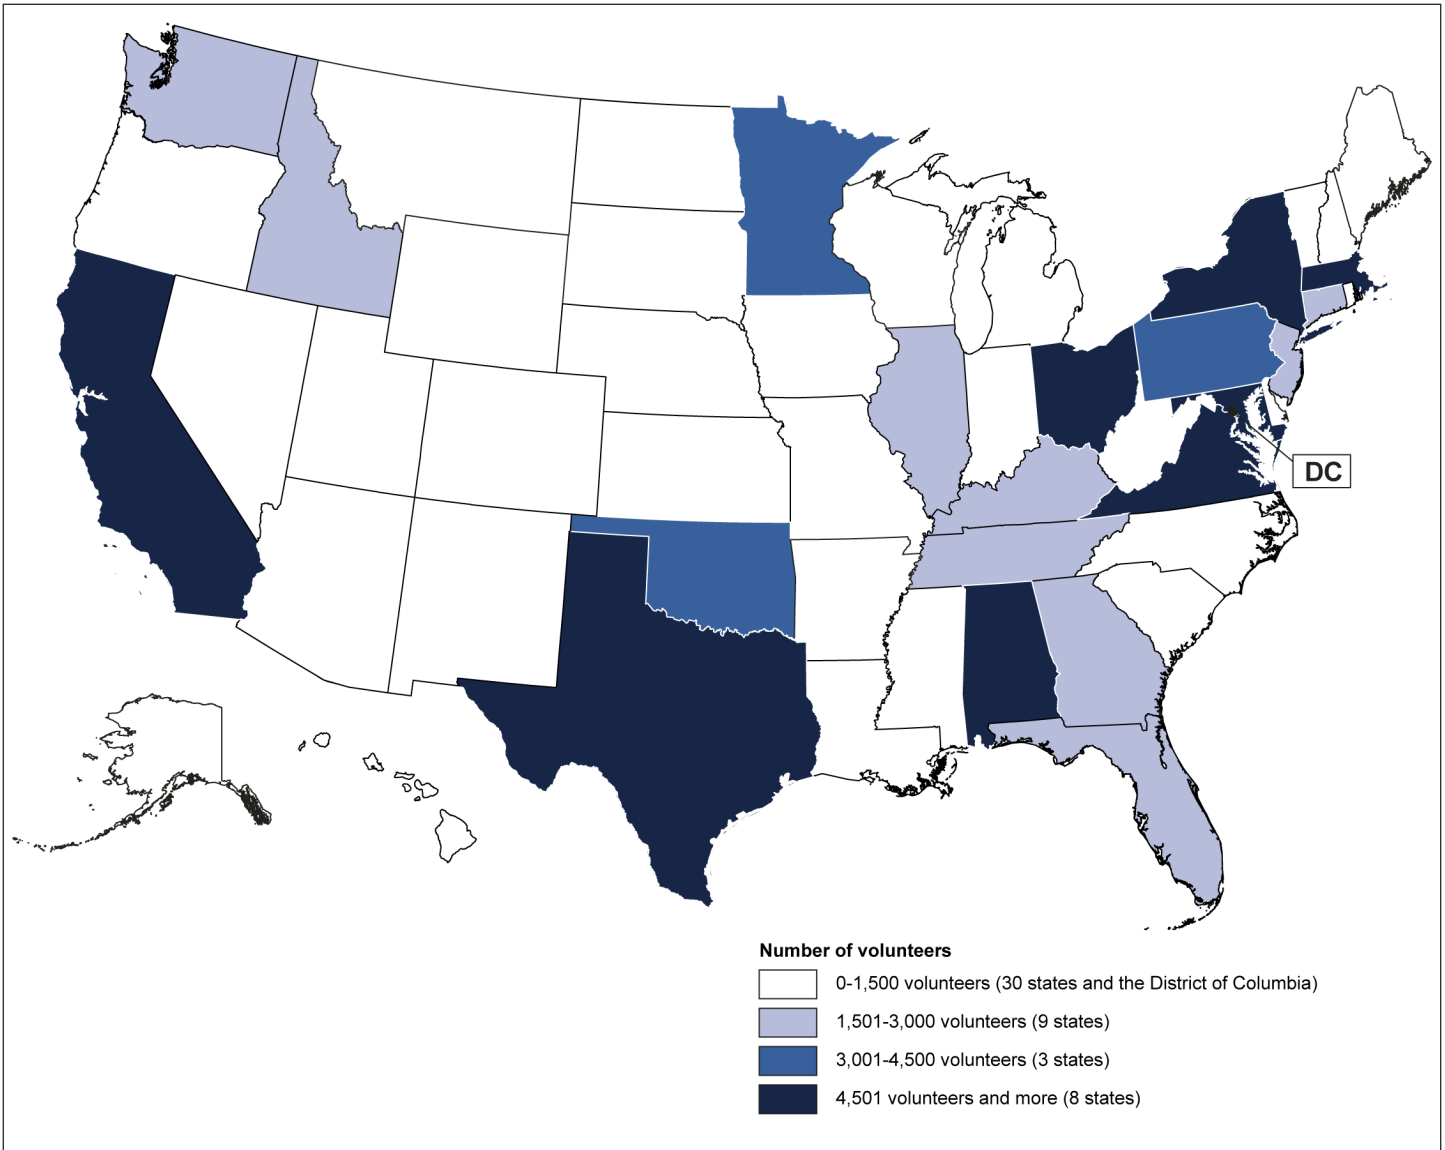 DC
Number of volunteers
0-1,500 volunteers (30 states and the District of Columbia)
1,501-3,000 volunteers (9 states)
3,001-4,500 volunteers (3 states)
4,501 volunteers and more (8 states)